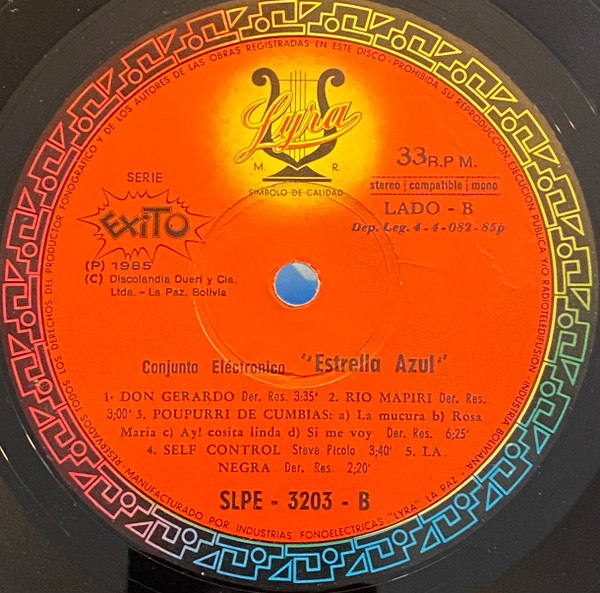 RESERVADOS TODOS LOS DERECHOS DEL PRODUCTOR FONOGRAFICO Y DE LOS AUTORES DE LAS OBRAS REGISTRADAS EN ESTE DISCO - PROHIBIDA SU REPRODUCCION, EJECUCION PUBLICA Y/O RADIOTELEDIFUSION - INDUSTRIA BOLIVIANA
Lyra
M. R.
SIMBOLO DE CALIDAD
SERIE
EXITO
33 R.P.M.
stereo | compatible | mono
LADO - B
Dep. Leg. 4-4-082-85p
(P) 1985
(C) Discolandia Dueri y Cia.
Ltda. - La Paz, Bolivia
Conjunto Eléctronico "Estrella Azul"
1· DON GERARDO Der. Res. 3:35' 2. RIO MAPIRI Der. Res.
3;00' 3. POUPURRI DE CUMBIAS: a) La mucura b) Rosa
Maria c) Ay! cosita linda d) Si me voy Der. Res. 6;25'
4. SELF CONTROL Steve Picolo 3;40' 5. LA
NEGRA Der. Res. 2;20'
SLPE - 3203 - B
MANUFACTURADO POR INDUSTRIAS FONOELECTRICAS "LYRA" LA PAZ -